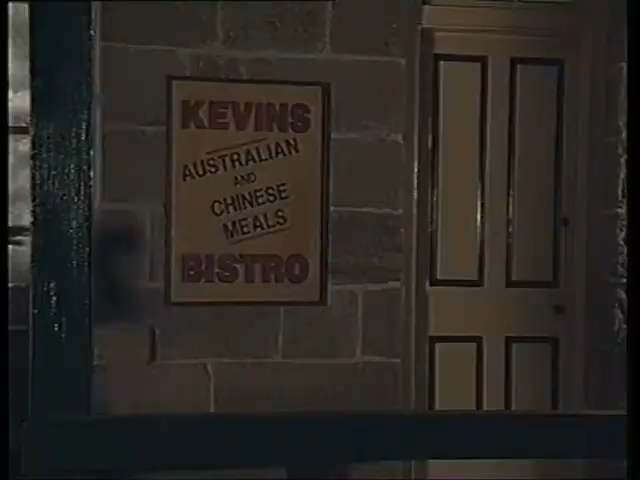 KEVINS
AUSTRALIAN
AND
CHINESE
MEALS
BISTRO